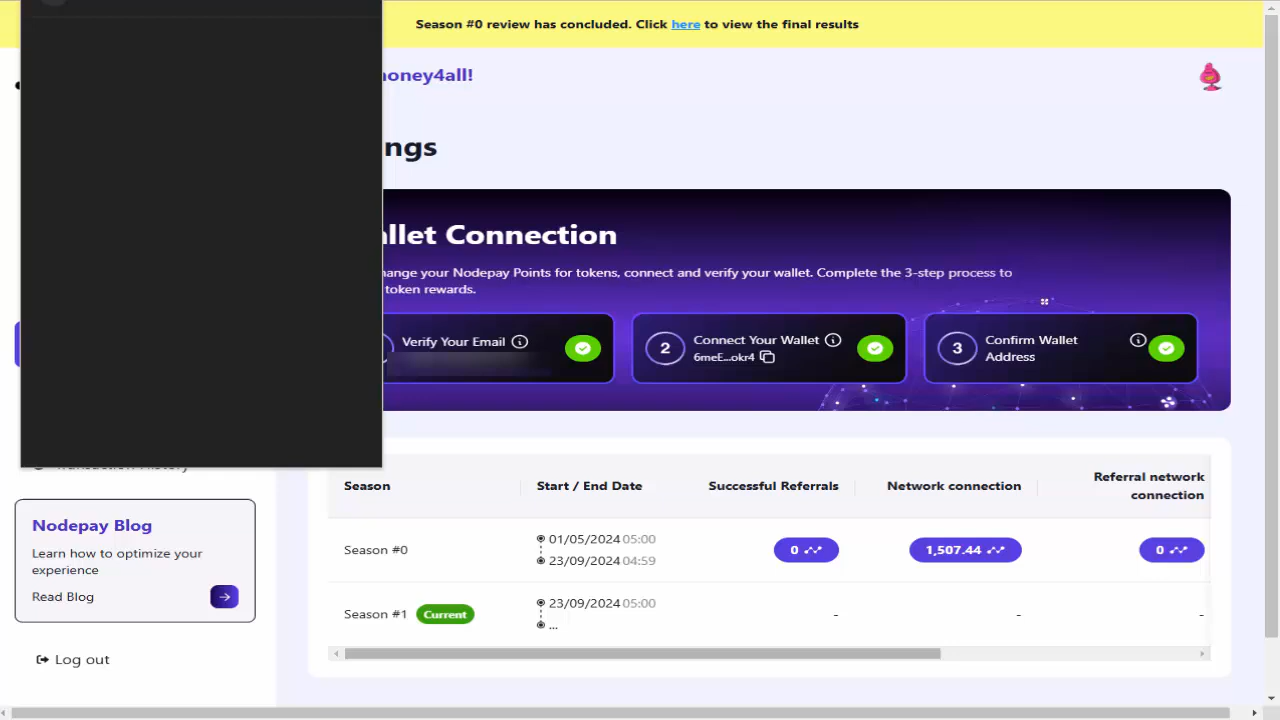 Season #0 review has concluded. Click here to view the final results
oney4all!
ngs
llet Connection
ange your Nodepay Points for tokens, connect and verify your wallet. Complete the 3-step process to
token rewards.
Verify Your Email
2
Connect Your Wallet
6meE...okr4
3
Confirm Wallet
Address
Season
Start / End Date
Successful Referrals
Network connection
Referral network
connection
Season #0
01/05/2024 05:00
23/09/2024 04:59
0
1,507.44
0
Season #1
Current
23/09/2024 05:00
...
-
-
-
Nodepay Blog
Learn how to optimize your
experience
Read Blog
Log out